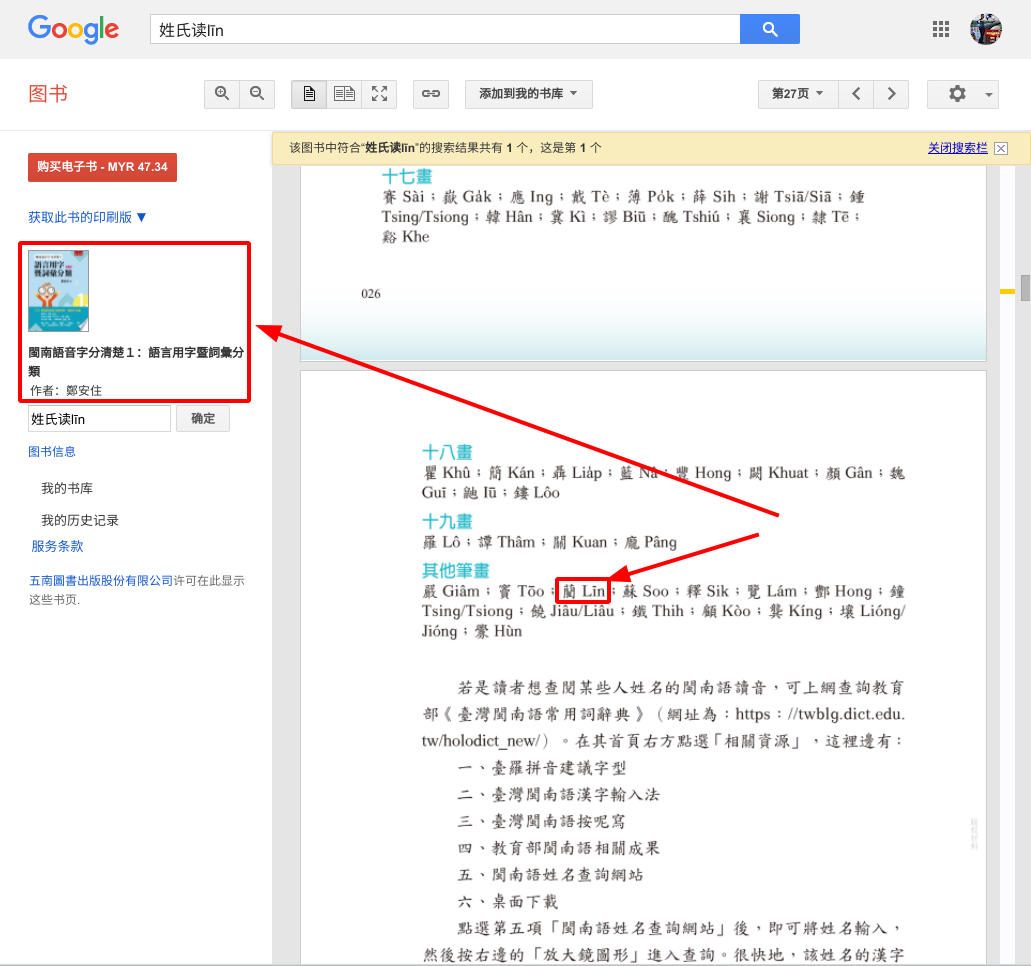 Google
姓氏读līn
图书
添加到我的书库
第27页
购买电子书 - MYR 47.34
该图书中符合“姓氏读līn”的搜索结果共有 1 个，这是第 1 个
关闭搜索栏
获取此书的印刷版 ▼
語言用字
暨詞彙分類
閩南語音字分清楚１：語言用字暨詞彙分
類
作者：鄭安住
姓氏读līn
确定
图书信息
我的书库
我的历史记录
服务条款
五南圖書出版股份有限公司许可在此显示
这些书页.
十七畫
賽 Sài；嶽 Ga̍k；應 Ing；戴 Tè；薄 Po̍k；薛 Sih；謝 Tsiā/Siā；鍾
Tsing/Tsiong；韓 Hân；冀 Kì；謬 Biū；醜 Tshiú；襄 Siong；隸 Tē；
谿 Khe
026
十八畫
瞿 Khû；簡 Kán；聶 Lia̍p；藍 Nâ；豐 Hong；闕 Khuat；顏 Gân；魏
Guī；鼬 Iū；鏤 Lôo
十九畫
羅 Lô；譚 Thâm；關 Kuan；龐 Pâng
其他筆畫
嚴 Giâm；竇 Tōo；藺 Līn；蘇 Soo；釋 Sik；覽 Lám；酆 Hong；鐘
Tsing/Tsiong；饒 Jiâu/Liâu；鐵 Thih；顧 Kòo；龔 Kíng；壤 Lióng/
Jióng；釁 Hùn
若是讀者想查閱某些人姓名的閩南語讀音，可上網查詢教育
部《臺灣閩南語常用詞辭典》（網址為：https：//twblg.dict.edu.
tw/holodict_new/）。在其首頁右方點選「相關資源」，這裡邊有：
一、臺羅拼音建議字型
二、臺灣閩南語漢字輸入法
三、臺灣閩南語按呢寫
四、教育部閩南語相關成果
五、閩南語姓名查詢網站
六、桌面下載
點選第五項「閩南語姓名查詢網站」後，即可將姓名輸入，
然後按右邊的「放大鏡圖形」進入查詢。很快地，該姓名的漢字
版权材料